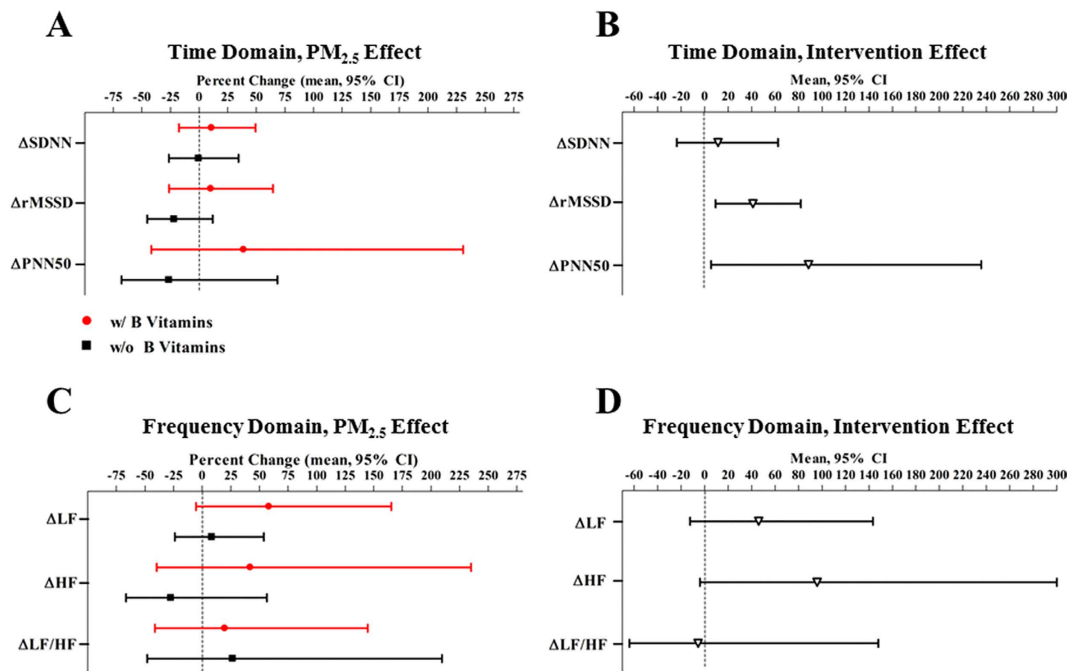 A
Time Domain, PM2.5 Effect
Percent Change (mean, 95% CI)
-75 -50 -25 0 25 50 75 100 125 150 175 200 225 250 275
ΔSDNN
ΔrMSSD
ΔPNN50
w/ B Vitamins
w/o B Vitamins
B
Time Domain, Intervention Effect
Mean, 95% CI
-60 -40 -20 0 20 40 60 80 100 120 140 160 180 200 220 240 260 280 300
ΔSDNN
ΔrMSSD
ΔPNN50
C
Frequency Domain, PM2.5 Effect
Percent Change (mean, 95% CI)
-75 -50 -25 0 25 50 75 100 125 150 175 200 225 250 275
ΔLF
ΔHF
ΔLF/HF
D
Frequency Domain, Intervention Effect
Mean, 95% CI
-60 -40 -20 0 20 40 60 80 100 120 140 160 180 200 220 240 260 280 300
ΔLF
ΔHF
ΔLF/HF